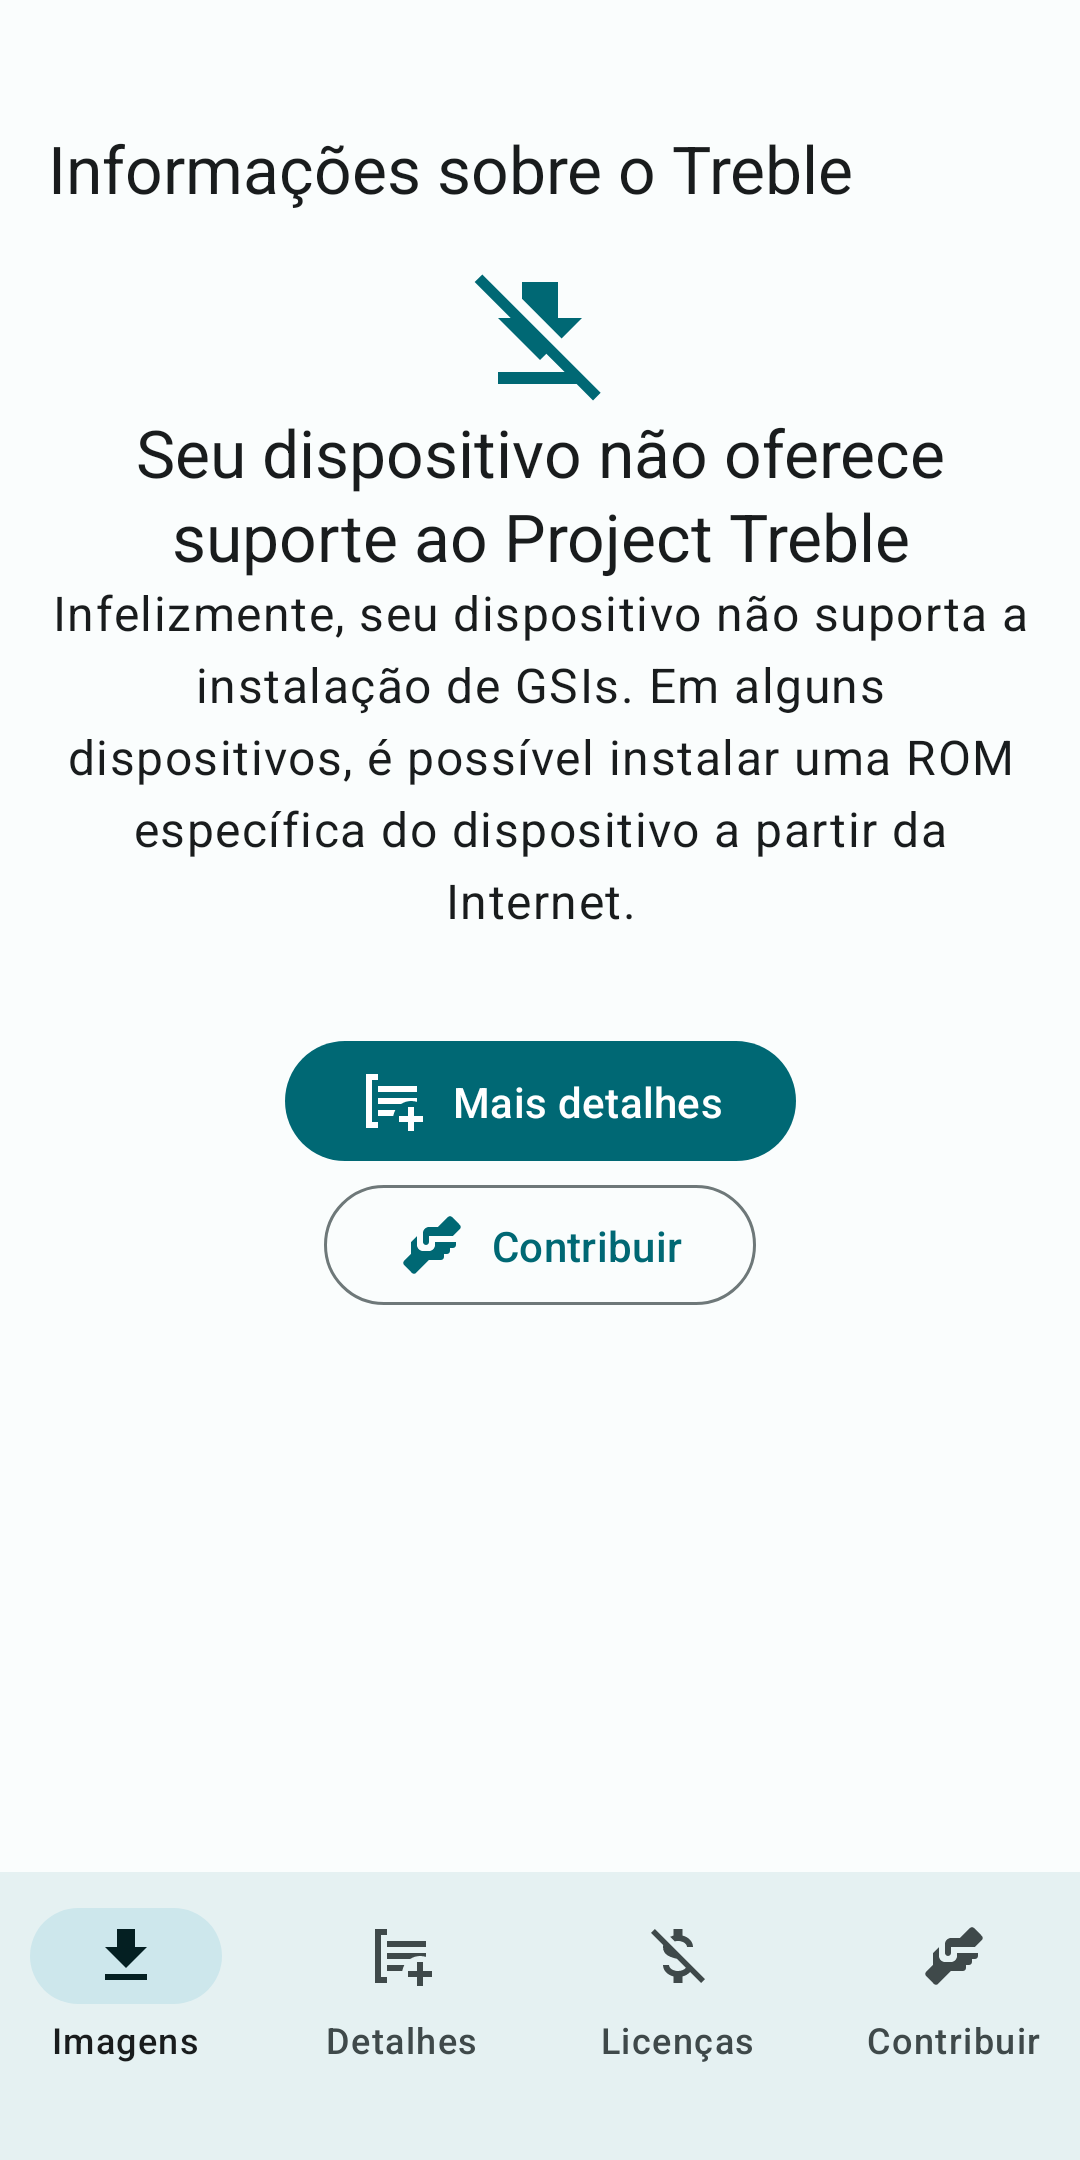 Informações sobre o Treble
Seu dispositivo não oferece
suporte ao Project Treble
Infelizmente, seu dispositivo não suporta a
instalação de GSIs. Em alguns
dispositivos, é possível instalar uma ROM
específica do dispositivo a partir da
Internet.
Mais detalhes
Contribuir
Imagens
Detalhes
Licenças
Contribuir